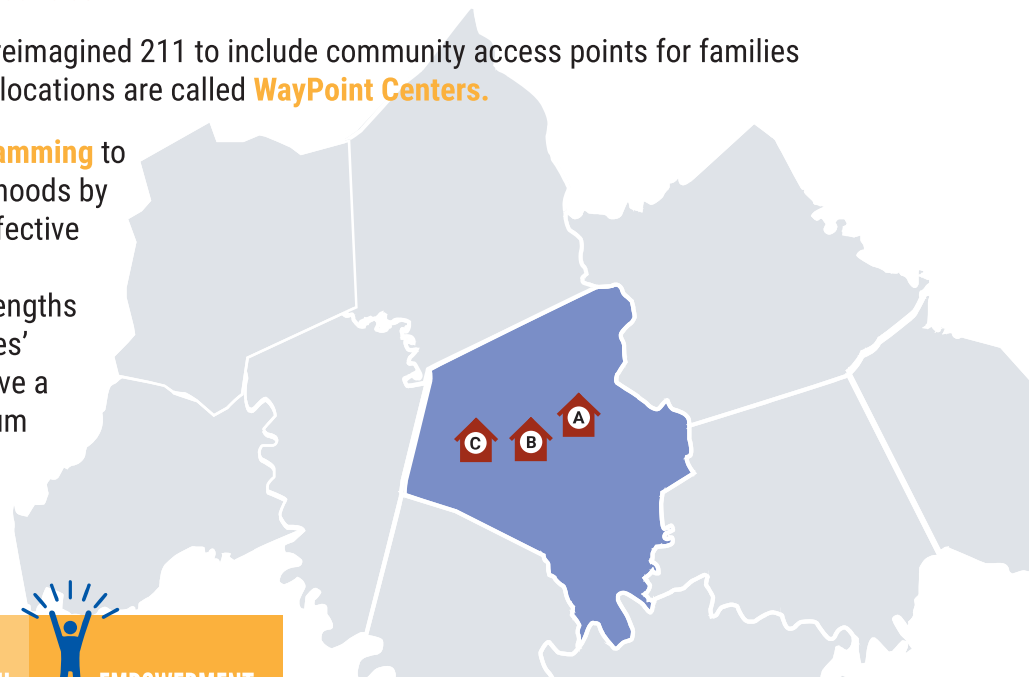 reimagined 211 to include community access points for families
locations are called WayPoint Centers.
amming to
hoods by
fective
engths
es’
ve a
um
A
B
C
EMPOWERMENT